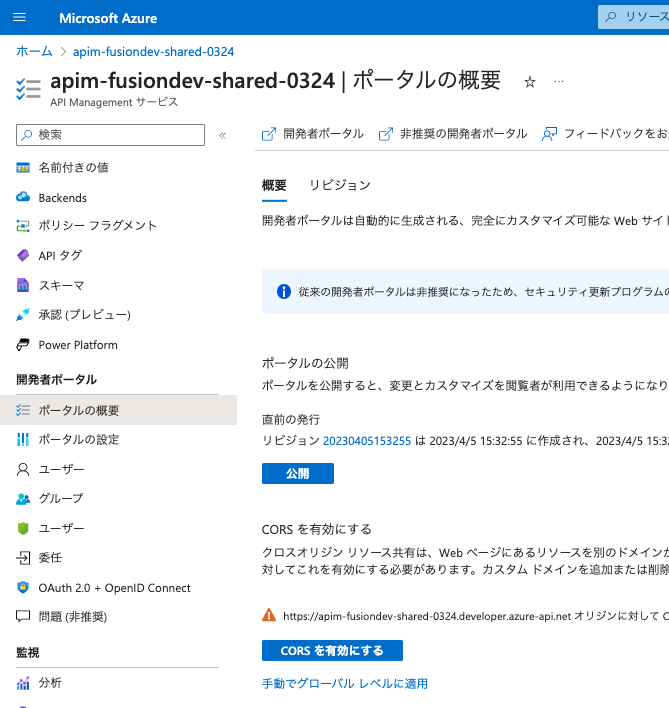 Microsoft Azure
リソース
ホーム > apim-fusiondev-shared-0324
apim-fusiondev-shared-0324 | ポータルの概要
API Management サービス
検索
名前付きの値
Backends
ポリシー フラグメント
API タグ
スキーマ
承認 (プレビュー)
Power Platform
開発者ポータル
ポータルの概要
ポータルの設定
ユーザー
グループ
ユーザー
委任
OAuth 2.0 + OpenID Connect
問題 (非推奨)
監視
分析
開発者ポータル 非推奨の開発者ポータル フィードバックをお
概要 リビジョン
開発者ポータルは自動的に生成される、完全にカスタマイズ可能な Web サイ
従来の開発者ポータルは非推奨になったため、セキュリティ更新プログラムの
ポータルの公開
ポータルを公開すると、変更とカスタマイズを閲覧者が利用できるようになり
直前の発行
リビジョン 20230405153255 は 2023/4/5 15:32:55 に作成され、2023/4/5 15:3
公開
CORS を有効にする
クロスオリジン リソース共有は、Web ページにあるリソースを別のドメイン
対してこれを有効にする必要があります。カスタム ドメインを追加または削除
https://apim-fusiondev-shared-0324.developer.azure-api.net オリジンに対して C
CORS を有効にする
手動でグローバル レベルに適用